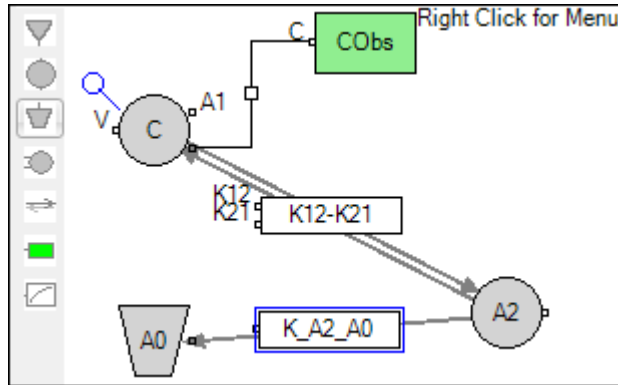 Right Click for Menu
C
CObs
A1
V
C
K12
K21
K12-K21
A2
K_A2_A0
A0